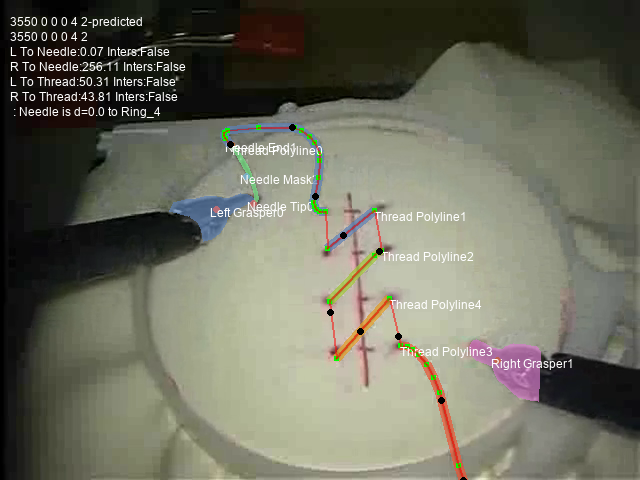 3550 0 0 0 4 2-predicted
3550 0 0 0 4 2
L To Needle:0.07 Inters:False
R To Needle:256.11 Inters:False
L To Thread:50.31 Inters:False
R To Thread:43.81 Inters:False
: Needle is d=0.0 to Ring_4
Needle End1
Thread Polyline0
Needle Mask
Needle Tip0
Left Grasper0
Thread Polyline1
Thread Polyline2
Thread Polyline4
Thread Polyline3
Right Grasper1